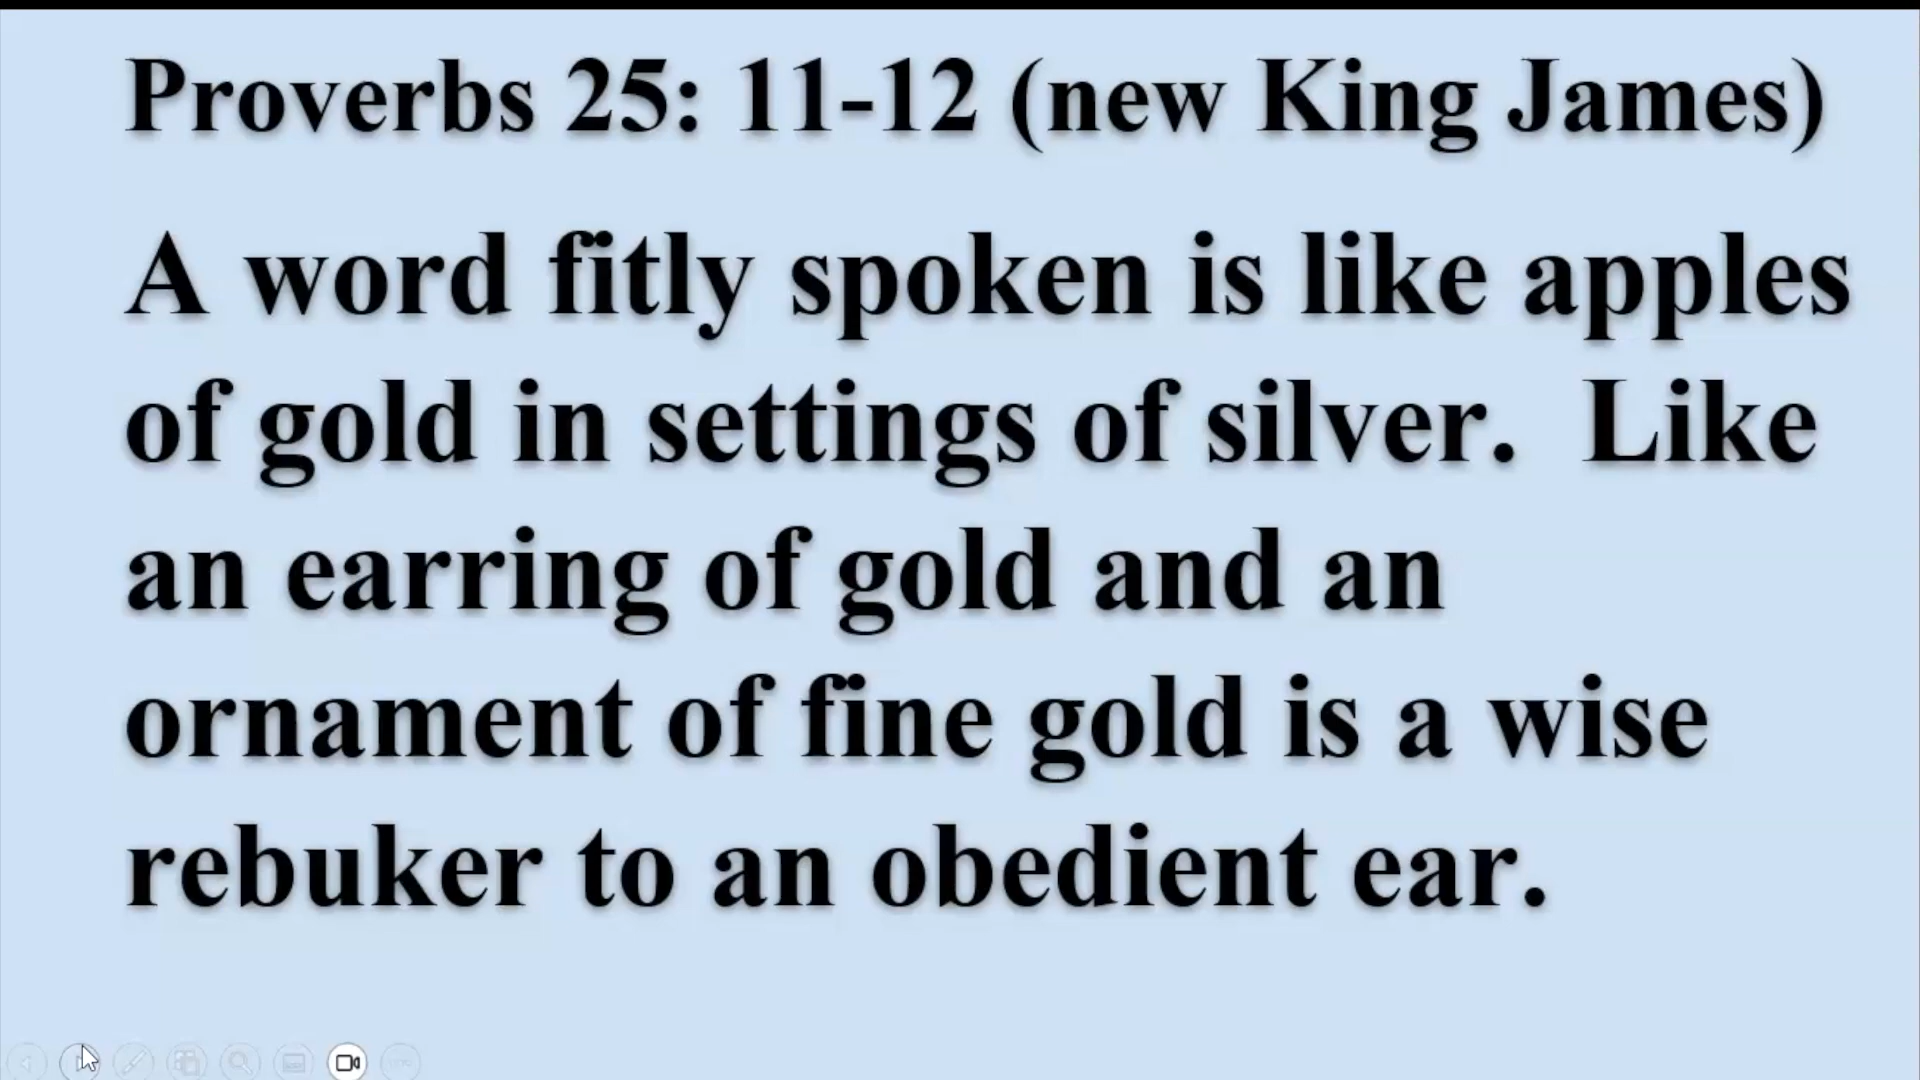 Proverbs 25: 11-12 (new King James)
A word fitly spoken is like apples
of gold in settings of silver.  Like
an earring of gold and an
ornament of fine gold is a wise
rebuker to an obedient ear.